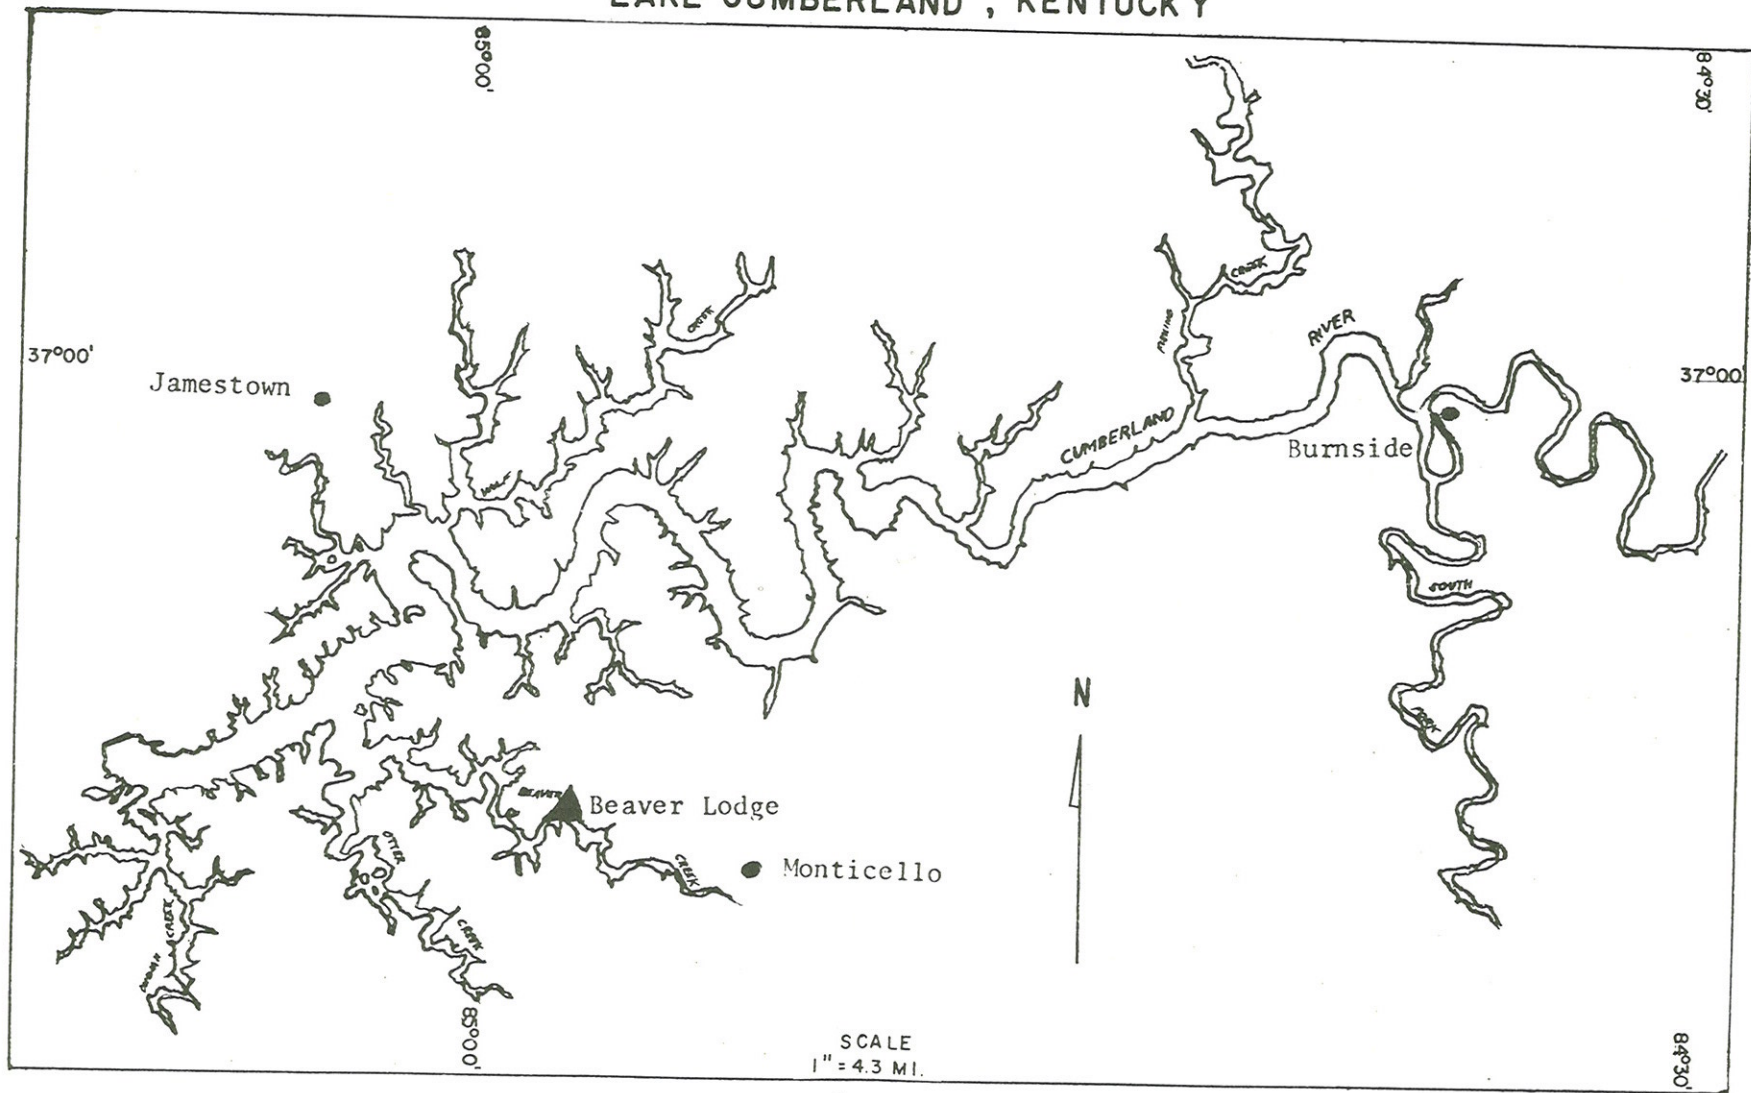 LAKE CUMBERLAND , KENTUCKY
85°00'
84°30'
37°00'
37°00'
Jamestown
CREEK
CREEK
FISHING
RIVER
CUMBERLAND
WOLF
Burnside
SOUTH
N
BEAVER
Beaver Lodge
CREEK
Monticello
OTTER
CREEK
CREEK
85°00'
84°30'
SCALE
1" = 4.3 MI.